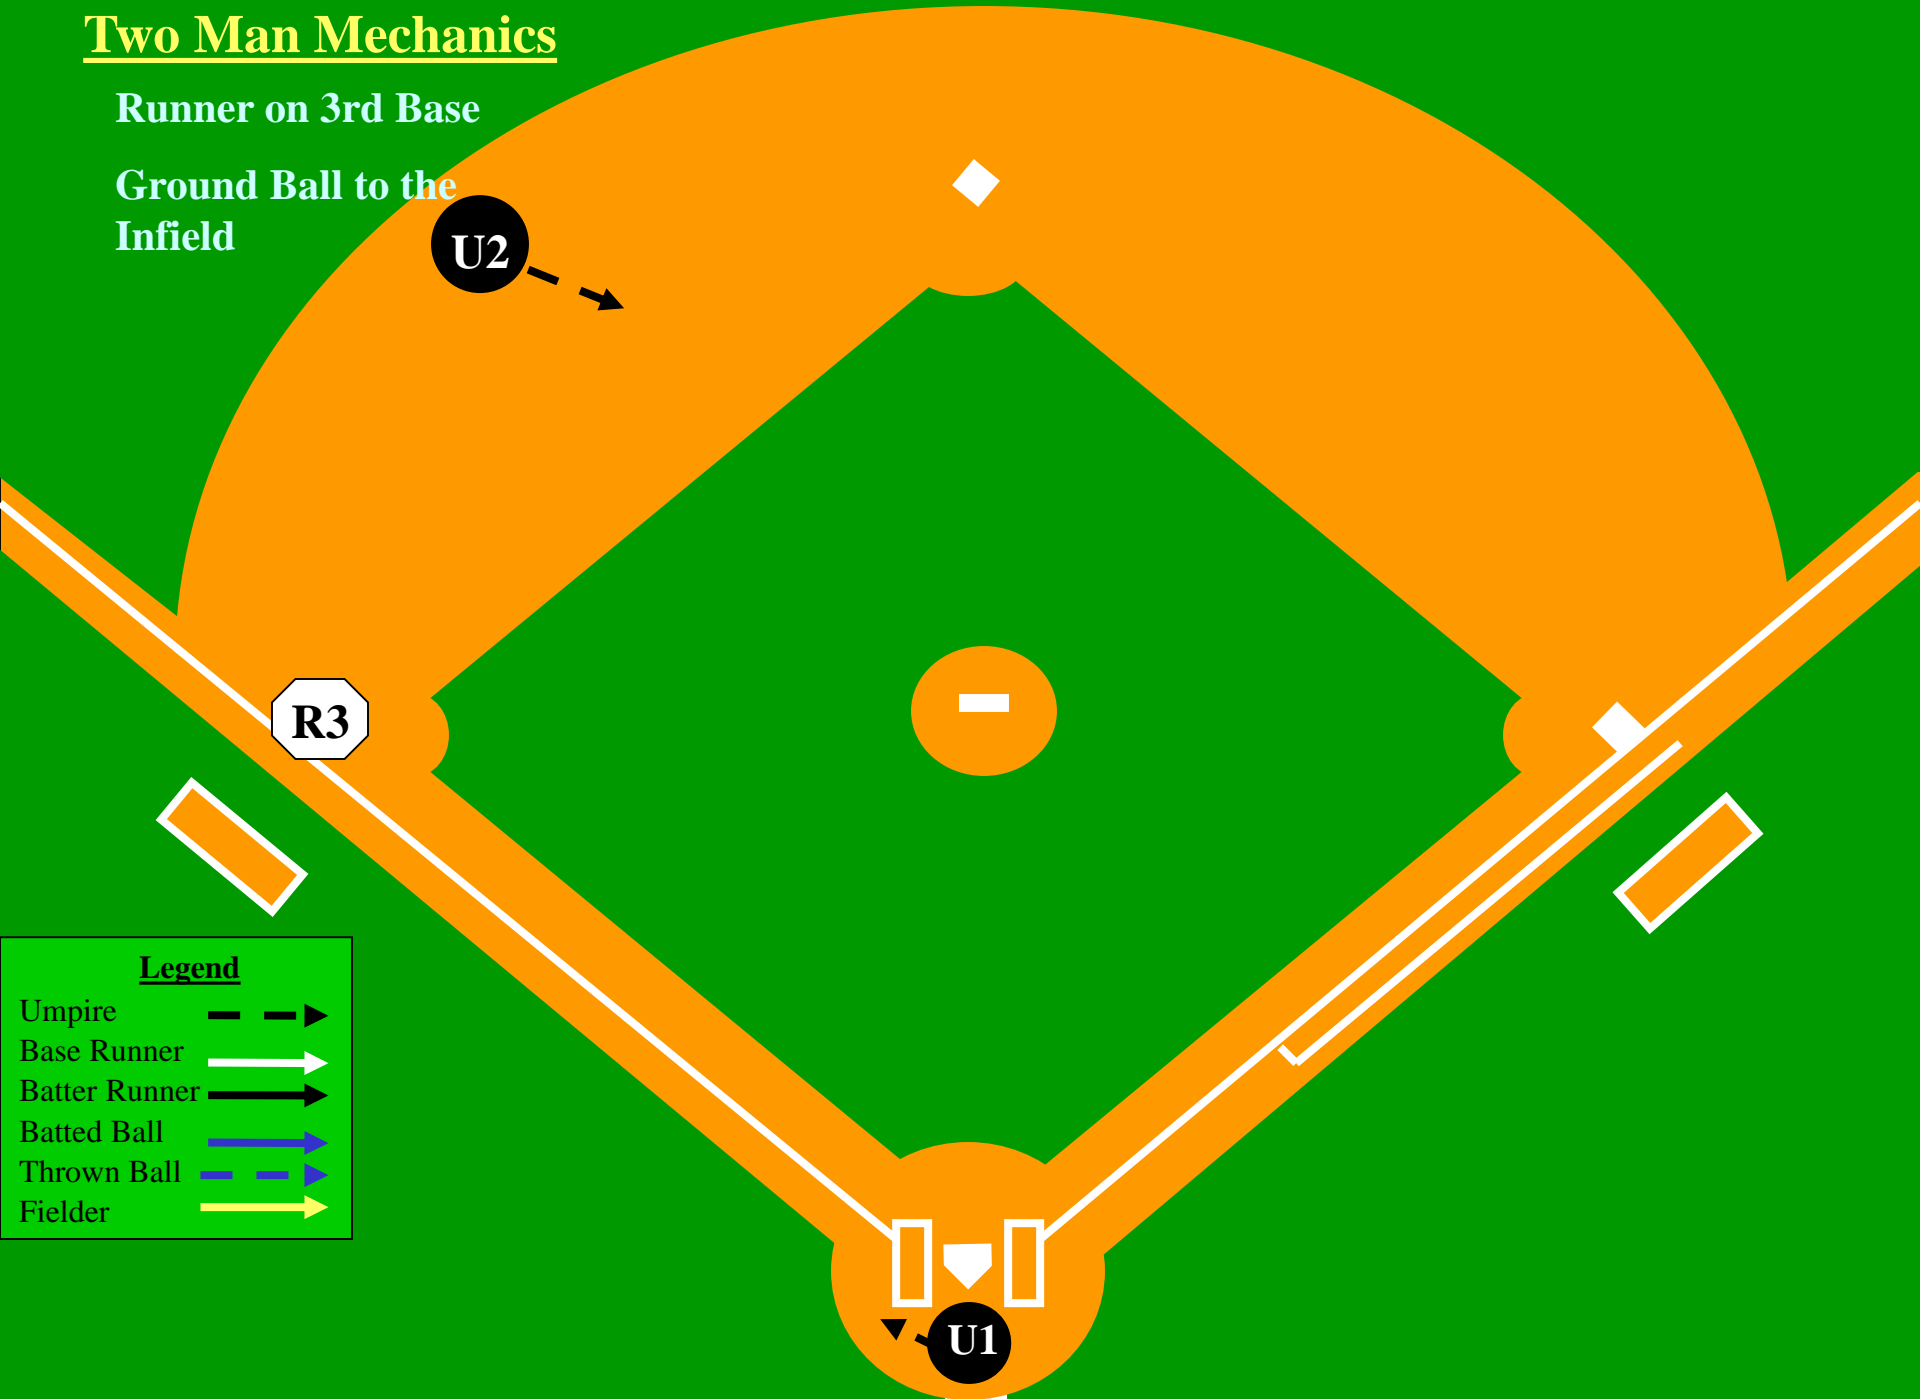 Two Man Mechanics
Runner on 3rd Base
Ground Ball to the
Infield
U2
R3
Legend
Umpire
Base Runner
Batter Runner
Batted Ball
Thrown Ball
Fielder
U1